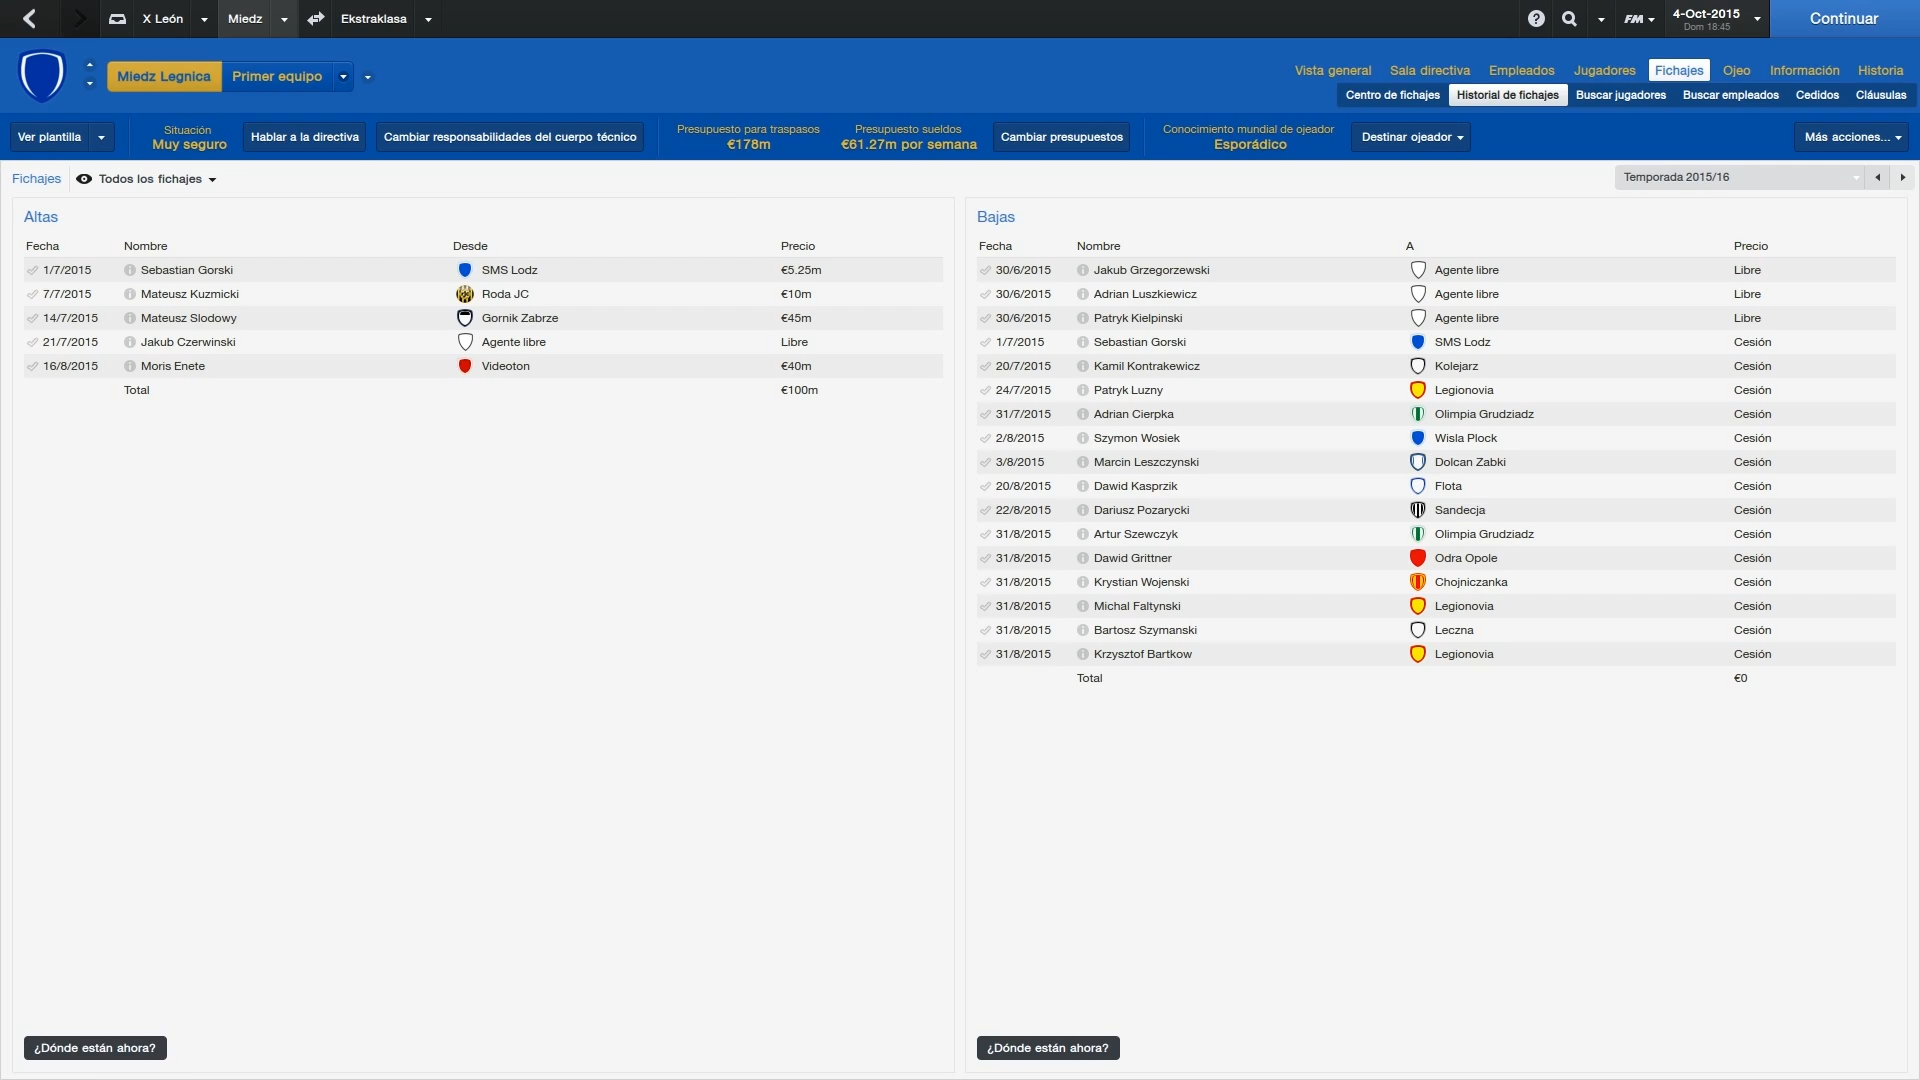 X León Miedz Ekstraklasa ? FM 4-Oct-2015 Continuar
Dom 18:45
Miedz Legnica Primer equipo
Vista general Sala directiva Empleados Jugadores Fichajes Ojeo Información Historia
Centro de fichajes Historial de fichajes Buscar jugadores Buscar empleados Cedidos Cláusulas
Ver plantilla
Situación
Muy seguro
Hablar a la directiva
Cambiar responsabilidades del cuerpo técnico
Presupuesto para traspasos
€178m
Presupuesto sueldos
€61.27m por semana
Cambiar presupuestos
Conocimiento mundial de ojeador
Esporádico
Destinar ojeador
Más acciones...
Fichajes Todos los fichajes
Temporada 2015/16
Altas
Fecha Nombre Desde Precio
1/7/2015 Sebastian Gorski SMS Lodz €5.25m
7/7/2015 Mateusz Kuzmicki Roda JC €10m
14/7/2015 Mateusz Slodowy Gornik Zabrze €45m
21/7/2015 Jakub Czerwinski Agente libre Libre
16/8/2015 Moris Enete Videoton €40m
Total €100m
¿Dónde están ahora?
Bajas
Fecha Nombre A Precio
30/6/2015 Jakub Grzegorzewski Agente libre Libre
30/6/2015 Adrian Luszkiewicz Agente libre Libre
30/6/2015 Patryk Kielpinski Agente libre Libre
1/7/2015 Sebastian Gorski SMS Lodz Cesión
20/7/2015 Kamil Kontrakewicz Kolejarz Cesión
24/7/2015 Patryk Luzny Legionovia Cesión
31/7/2015 Adrian Cierpka Olimpia Grudziadz Cesión
2/8/2015 Szymon Wosiek Wisla Plock Cesión
3/8/2015 Marcin Leszczynski Dolcan Zabki Cesión
20/8/2015 Dawid Kasprzik Flota Cesión
22/8/2015 Dariusz Pozarycki Sandecja Cesión
31/8/2015 Artur Szewczyk Olimpia Grudziadz Cesión
31/8/2015 Dawid Grittner Odra Opole Cesión
31/8/2015 Krystian Wojenski Chojniczanka Cesión
31/8/2015 Michal Faltynski Legionovia Cesión
31/8/2015 Bartosz Szymanski Leczna Cesión
31/8/2015 Krzysztof Bartkow Legionovia Cesión
Total €0
¿Dónde están ahora?